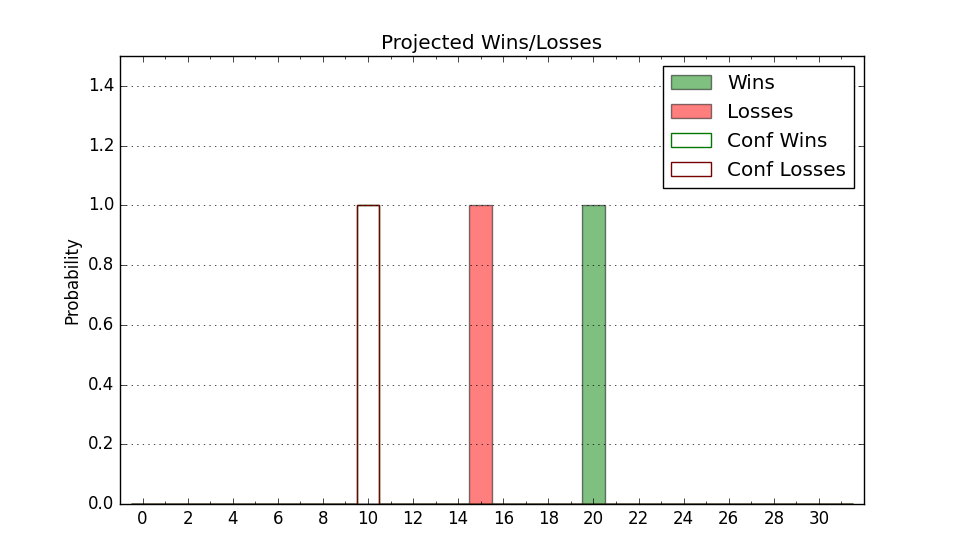 Projected Wins/Losses
Wins
Losses
Conf Wins
Conf Losses
Probability
1.4
1.2
1.0
0.8
0.6
0.4
0.2
0.0
0 2 4 6 8 10 12 14 16 18 20 22 24 26 28 30